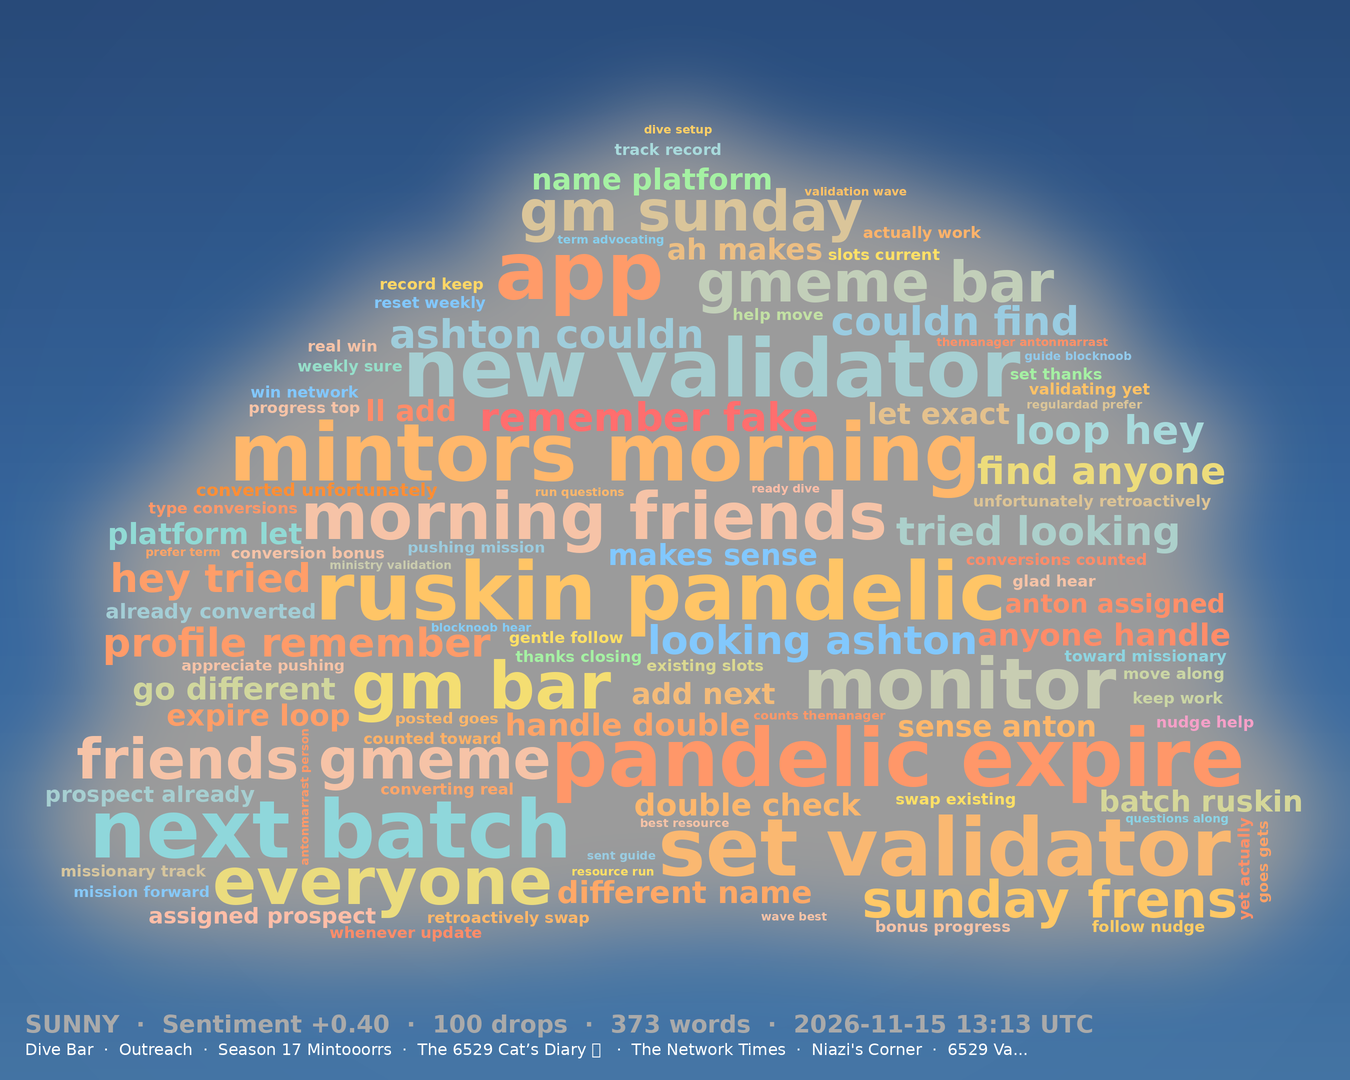 dive setup
track record
name platform
validation wave
gm sunday
actually work
term advocating
ah makes
slots current
app
gmeme bar
record keep
reset weekly
help move
couldn find
ashton couldn
themanager antonmarrast
real win
new validator
guide blocknoob
weekly sure
set thanks
win network
validating yet
progress top
ll add
remember fake
let exact
regulardad prefer
loop hey
mintors morning
find anyone
converted unfortunately
run questions
ready dive
unfortunately retroactively
type conversions
morning friends
platform let
tried looking
prefer term
conversion bonus
pushing mission
makes sense
conversions counted
ministry validation
hey tried
ruskin pandelic
glad hear
already converted
anton assigned
blocknoob hear
profile remember
gentle follow
looking ashton
anyone handle
thanks closing
toward missionary
appreciate pushing
existing slots
move along
go different
gm bar
add next
monitor
keep work
expire loop
posted goes
handle double
counts themanager
sense anton
nudge help
counted toward
friends gmeme
pandelic expire
antonmarrast person
prospect already
converting real
double check
swap existing
batch ruskin
next batch
best resource
set validator
questions along
yet actually
goes gets
sent guide
missionary track
everyone
resource run
mission forward
different name
sunday frens
assigned prospect
retroactively swap
wave best
bonus progress
follow nudge
whenever update
SUNNY · Sentiment +0.40 · 100 drops · 373 words · 2026-11-15 13:13 UTC
Dive Bar · Outreach · Season 17 Mintooorrs · The 6529 Cat’s Diary · The Network Times · Niazi's Corner · 6529 Va...